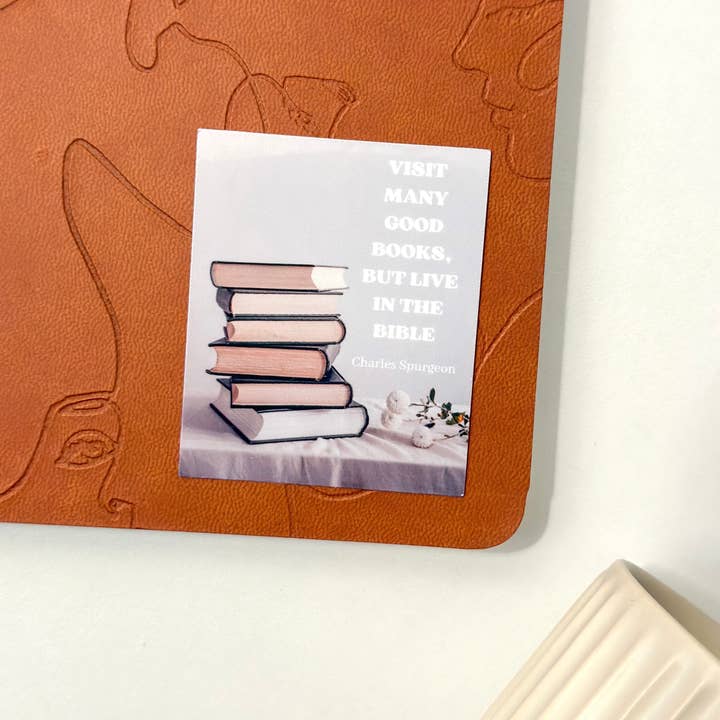 VISIT
MANY
GOOD
BOOKS,
BUT LIVE
IN THE
BIBLE
Charles Spurgeon